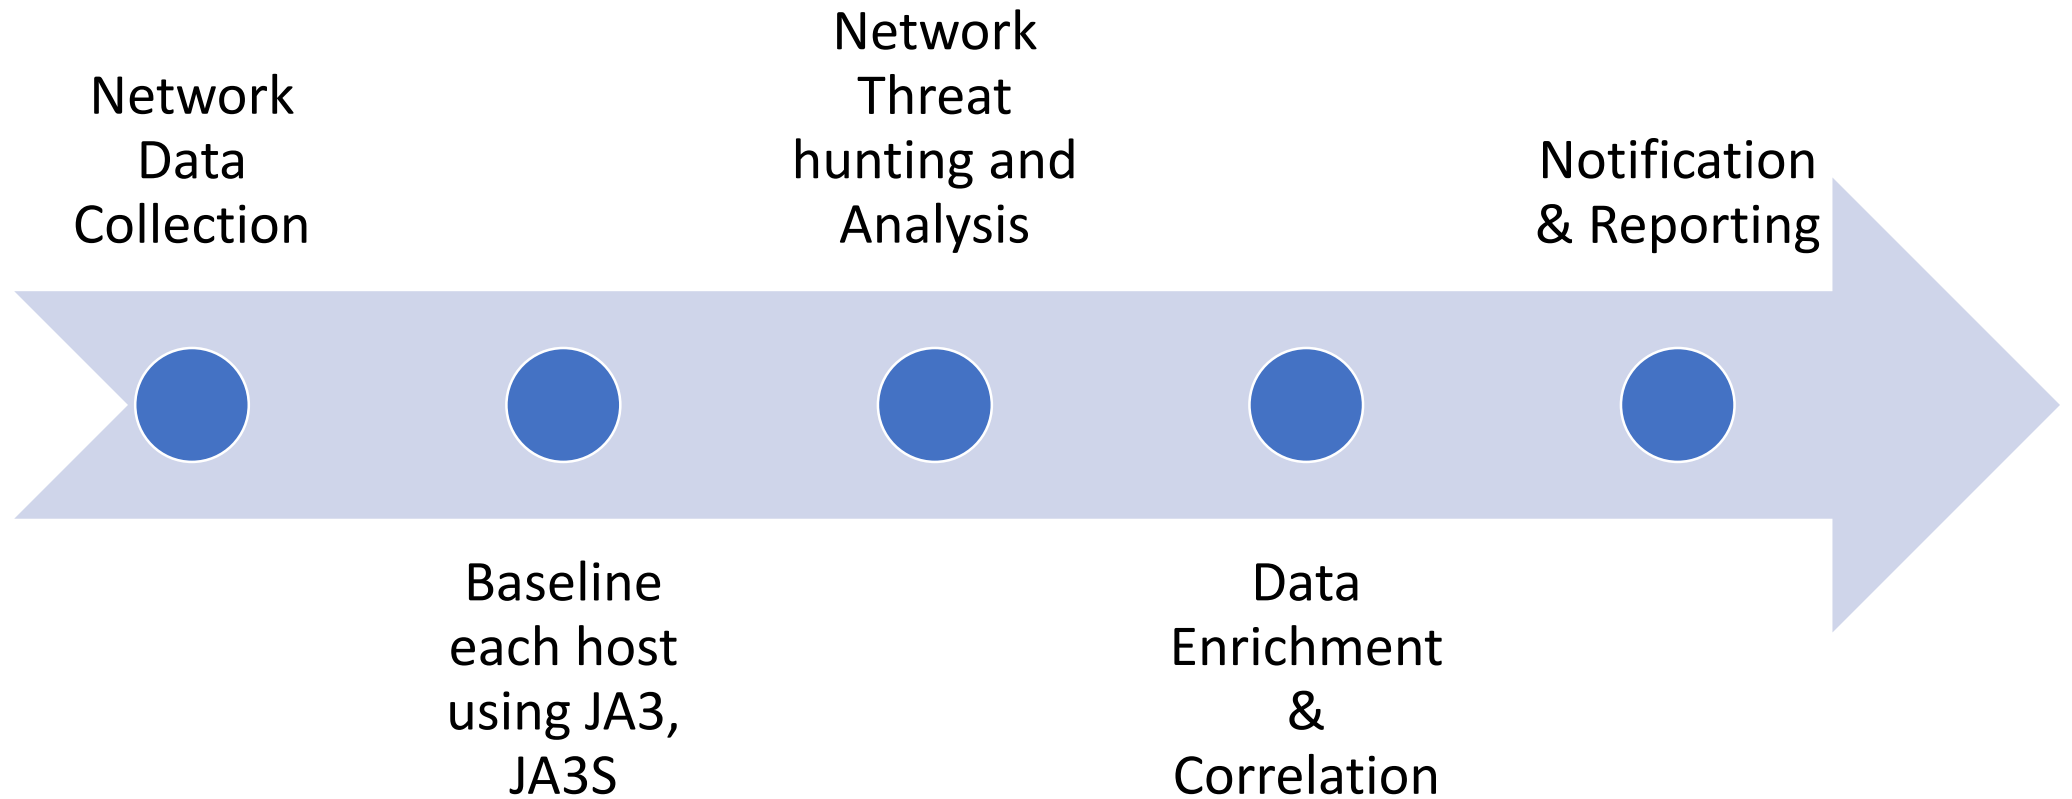 Network
Data
Collection
Baseline
each host
using JA3,
JA3S
Network
Threat
hunting and
Analysis
Data
Enrichment
&
Correlation
Notification
& Reporting